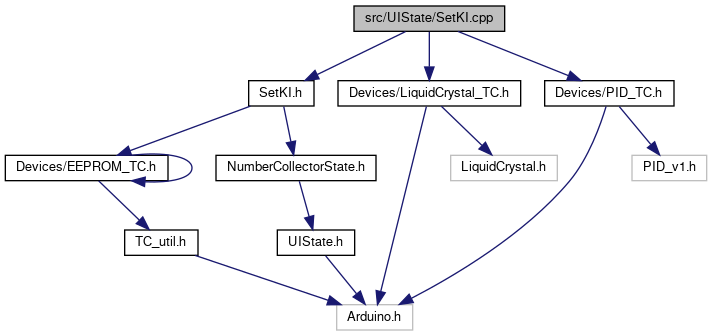 src/UIState/SetKI.cpp
SetKI.h
Devices/LiquidCrystal_TC.h
Devices/PID_TC.h
Devices/EEPROM_TC.h
NumberCollectorState.h
LiquidCrystal.h
PID_v1.h
TC_util.h
UIState.h
Arduino.h